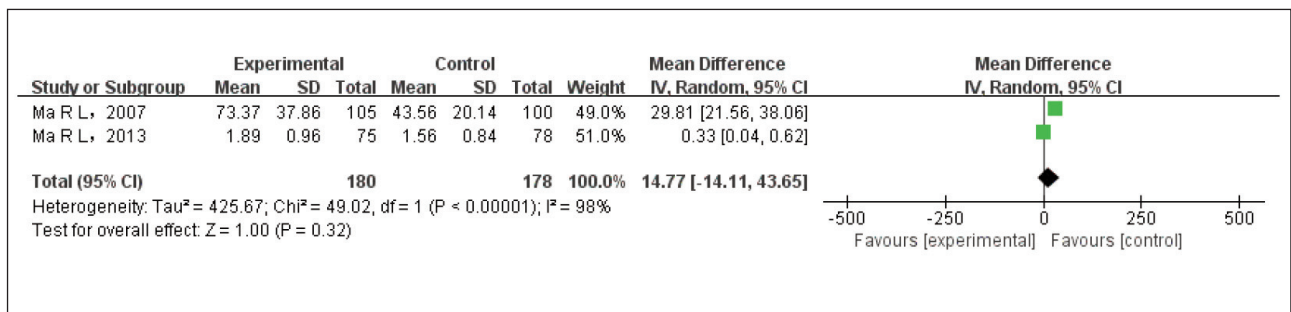 Experimental Control Mean Difference Mean Difference
Study or Subgroup Mean SD Total Mean SD Total Weight IV, Random, 95% CI IV, Random, 95% CI
Ma R L，2007 73.37 37.86 105 43.56 20.14 100 49.0% 29.81 [21.56, 38.06]
Ma R L，2013 1.89 0.96 75 1.56 0.84 78 51.0% 0.33 [0.04, 0.62]
Total (95% CI) 180 178 100.0% 14.77 [-14.11, 43.65]
Heterogeneity: Tau² = 425.67; Chi² = 49.02, df = 1 (P < 0.00001); I² = 98%
Test for overall effect: Z = 1.00 (P = 0.32)
-500 -250 0 250 500
Favours [experimental] Favours [control]